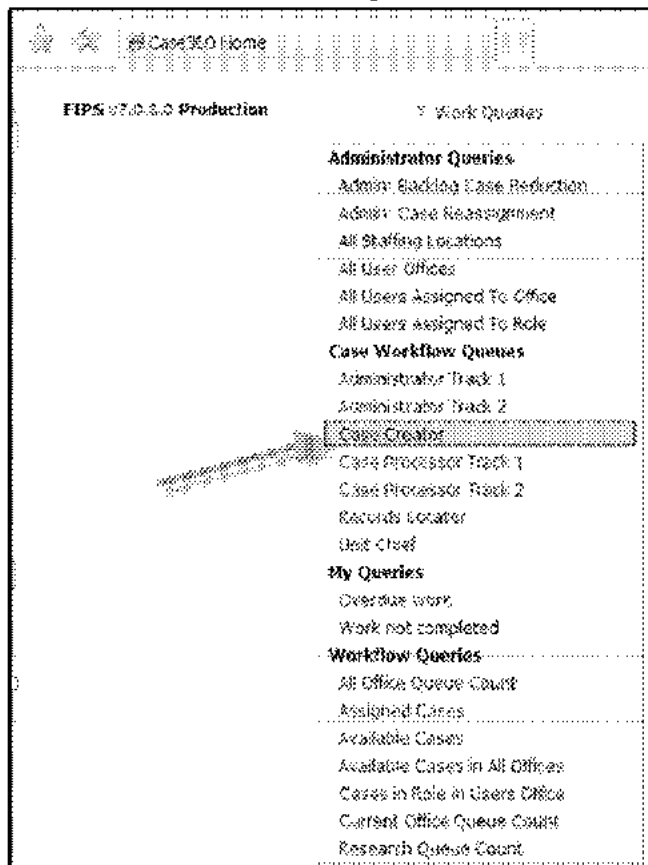 Case360 Home
FIPS v7.0.8.0 Production
Work Queries
Administrator Queries
Admin: Backlog Case Reduction
Admin: Case Reassignment
All Staffing Locations
All User Offices
All Users Assigned To Office
All Users Assigned To Role
Case Workflow Queues
Administrator Track 1
Administrator Track 2
Case Creator
Case Processor Track 1
Case Processor Track 2
Records Locator
Unit Chief
My Queries
Overdue work
Work not completed
Workflow Queries
All Office Queue Count
Assigned Cases
Available Cases
Available Cases in All Offices
Cases in Role in Users Office
Current Office Queue Count
Research Queue Count